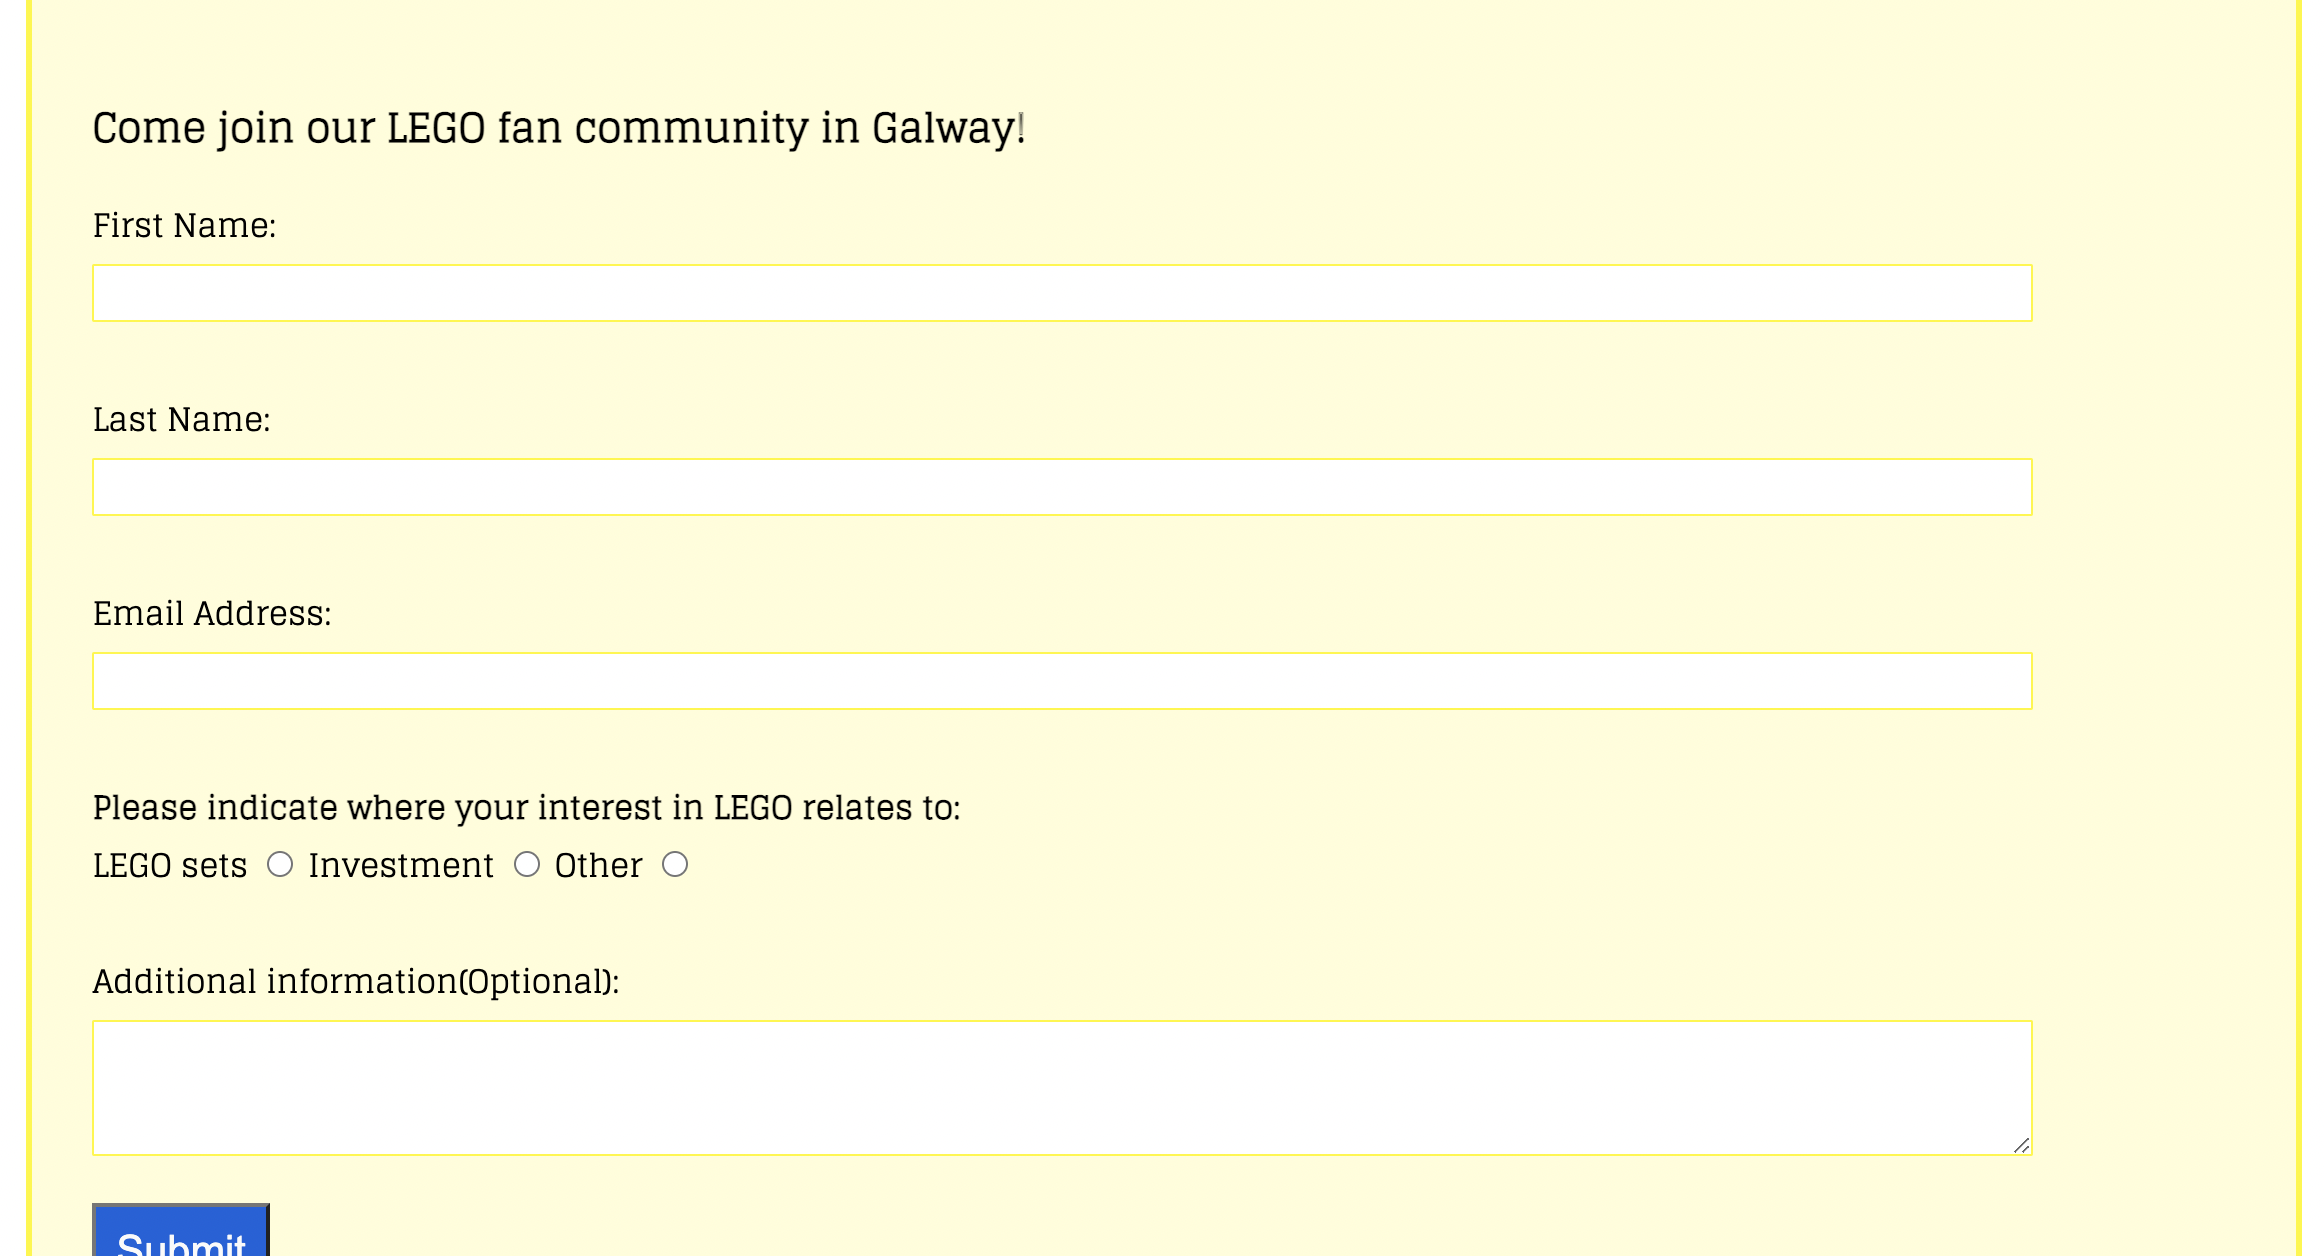 Come join our LEGO fan community in Galway!
First Name:
Last Name:
Email Address:
Please indicate where your interest in LEGO relates to:
LEGO sets Investment Other
Additional information(Optional):
Submit